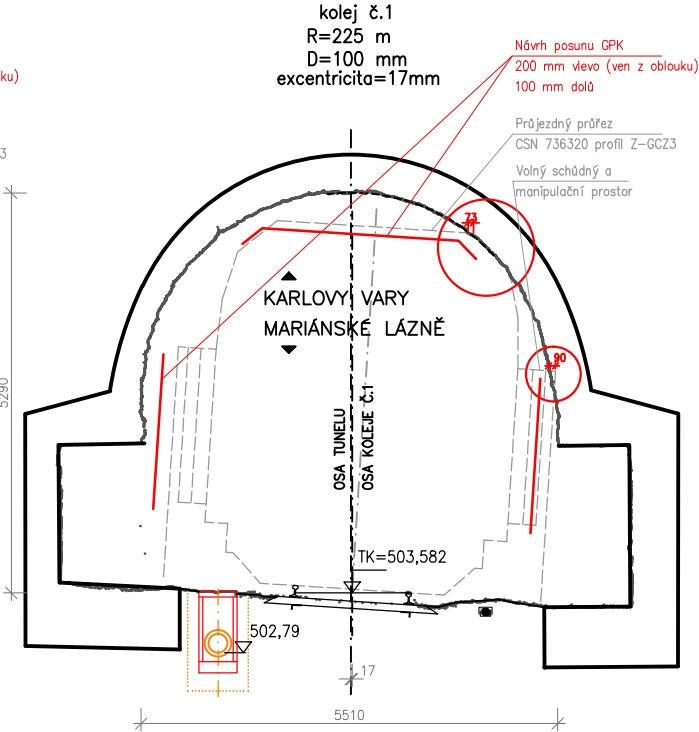 kolej č.1
R=225 m
D=100 mm
excentricita=17mm
Návrh posunu GPK
200 mm vlevo (ven z oblouku)
100 mm dolů
ku)
Průjezdný průřez
CSN 736320 profil Z-GCZ3
3
Volný schůdný a
manipulační prostor
73
KARLOVY VARY
MARIÁNSKÉ LÁZNĚ
90
5290
OSA TUNELU
OSA KOLEJE Č.1
TK=503,582
502,79
17
5510